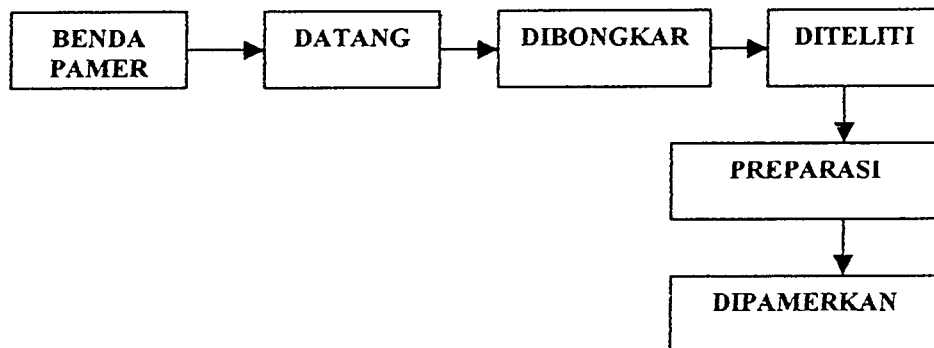 BENDA
PAMER
DATANG
DIBONGKAR
DITELITI
PREPARASI
DIPAMERKAN